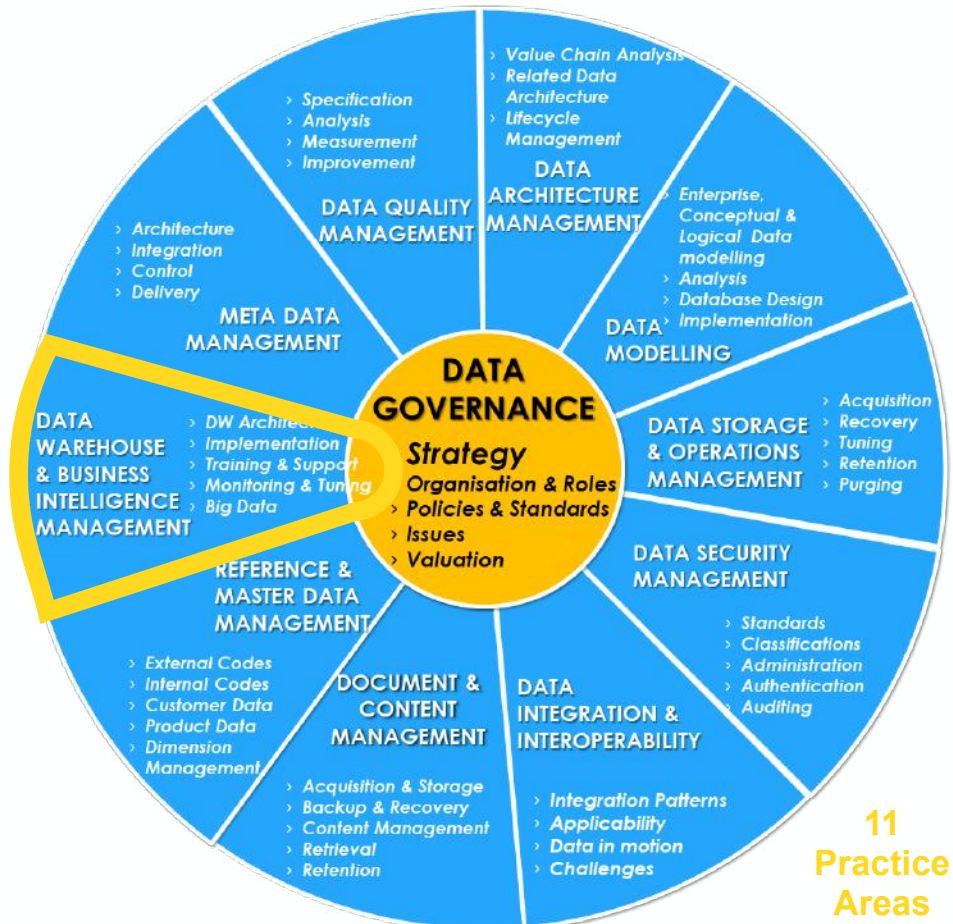 › Value Chain Analysis
› Related Data
Architecture
› Lifecycle
Management
DATA
ARCHITECTURE
MANAGEMENT
› Enterprise,
Conceptual &
Logical Data
modelling
› Analysis
› Database Design
› Implementation
DATA
MODELLING
› Acquisition
› Recovery
› Tuning
› Retention
› Purging
DATA STORAGE
& OPERATIONS
MANAGEMENT
DATA SECURITY
MANAGEMENT
› Standards
› Classifications
› Administration
› Authentication
› Auditing
DATA
INTEGRATION &
INTEROPERABILITY
› Integration Patterns
› Applicability
› Data in motion
› Challenges
DOCUMENT &
CONTENT
MANAGEMENT
› Acquisition & Storage
› Backup & Recovery
› Content Management
› Retrieval
› Retention
REFERENCE &
MASTER DATA
MANAGEMENT
› External Codes
› Internal Codes
› Customer Data
› Product Data
› Dimension
Management
DATA
WAREHOUSE
& BUSINESS
INTELLIGENCE
MANAGEMENT
› DW
› Implementation
› Training & Support
› Monitoring & Tuning
› Big Data
› Architecture
› Integration
› Control
› Delivery
META DATA
MANAGEMENT
› Specification
› Analysis
› Measurement
› Improvement
DATA QUALITY
MANAGEMENT
DATA
GOVERNANCE
Strategy
Organisation & Roles
› Policies & Standards
› Issues
› Valuation
11
Practice
Areas